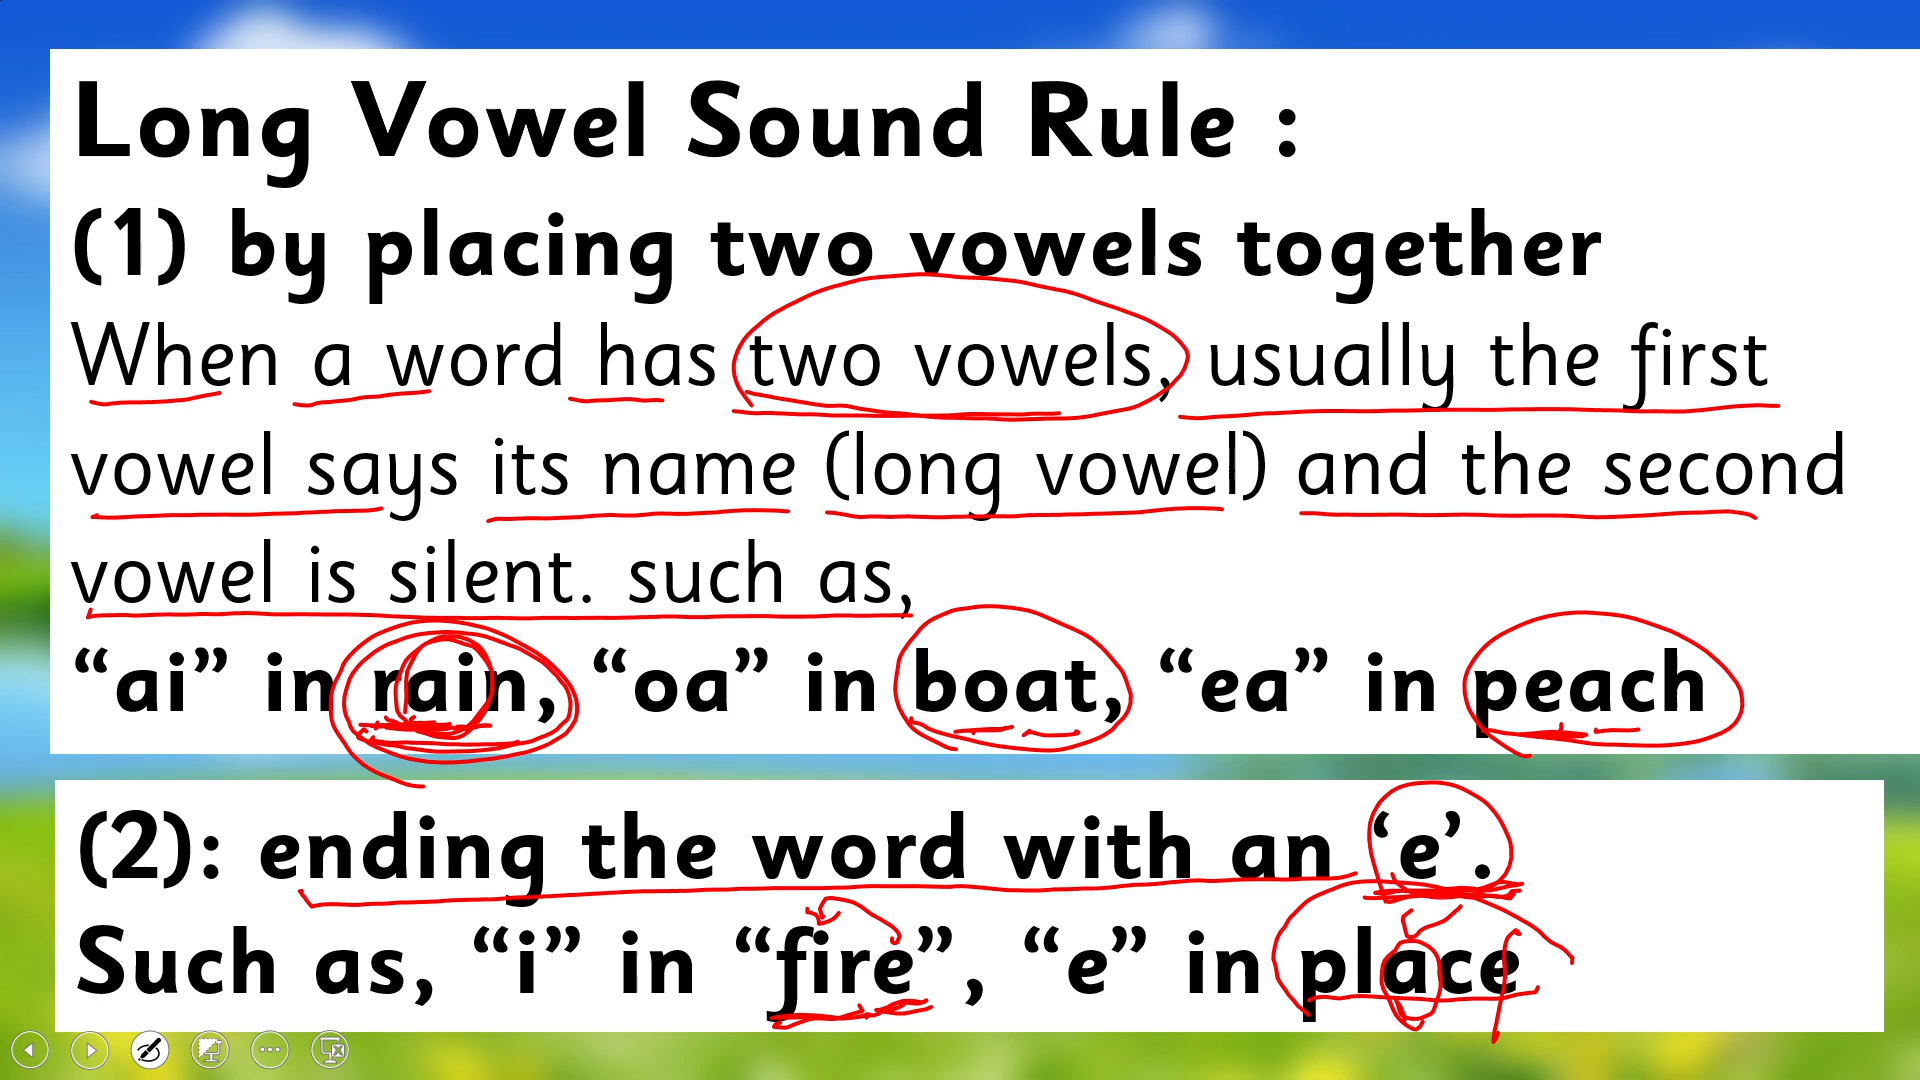 Long Vowel Sound Rule :
(1) by placing two vowels together
When a word has two vowels, usually the first
vowel says its name (long vowel) and the second
vowel is silent. such as,
“ai” in rain, “oa” in boat, “ea” in peach
(2): ending the word with an ‘e’.
Such as, “i” in “fire”, “e” in place